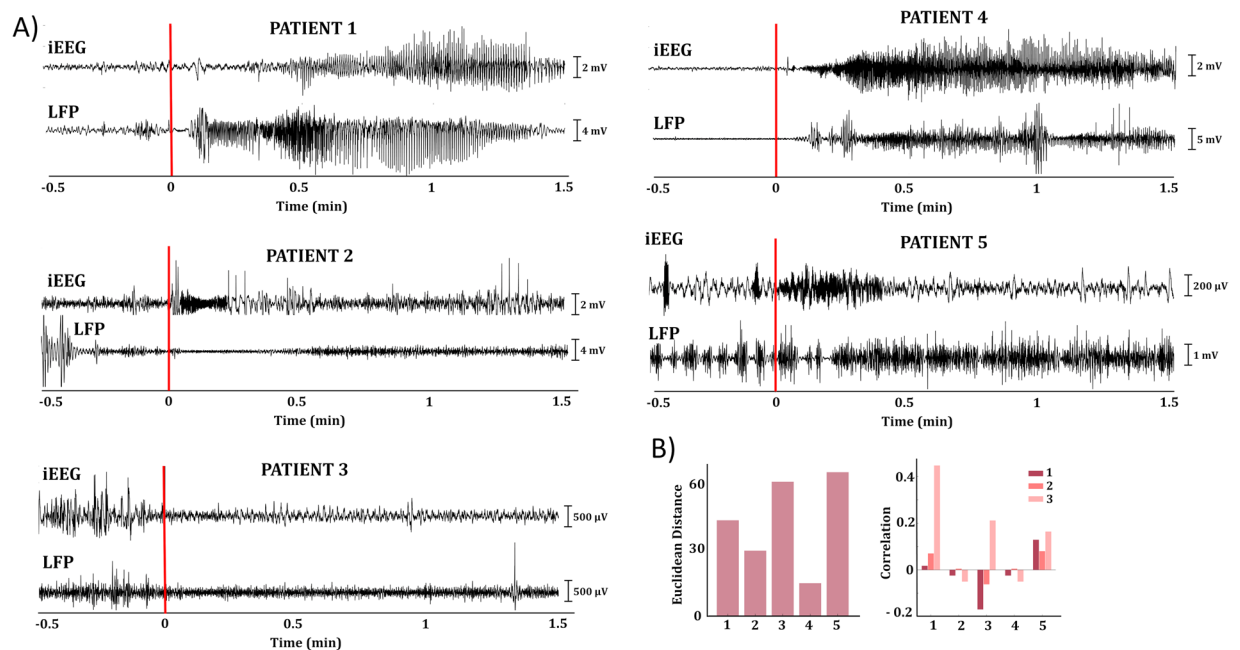 A)
PATIENT 1
iEEG
2 mV
LFP
4 mV
-0.5 0 0.5 1 1.5
Time (min)
PATIENT 2
iEEG
2 mV
LFP
4 mV
-0.5 0 0.5 1 1.5
Time (min)
PATIENT 3
iEEG
500 μV
LFP
500 μV
-0.5 0 0.5 1 1.5
Time (min)
PATIENT 4
iEEG
2 mV
LFP
5 mV
-0.5 0 0.5 1 1.5
Time (min)
PATIENT 5
iEEG
200 μV
LFP
1 mV
-0.5 0 0.5 1 1.5
Time (min)
B)
Euclidean Distance
60
30
0
1 2 3 4 5
Correlation
0.4
0.2
0
- 0.2
1 2 3 4 5
1
2
3